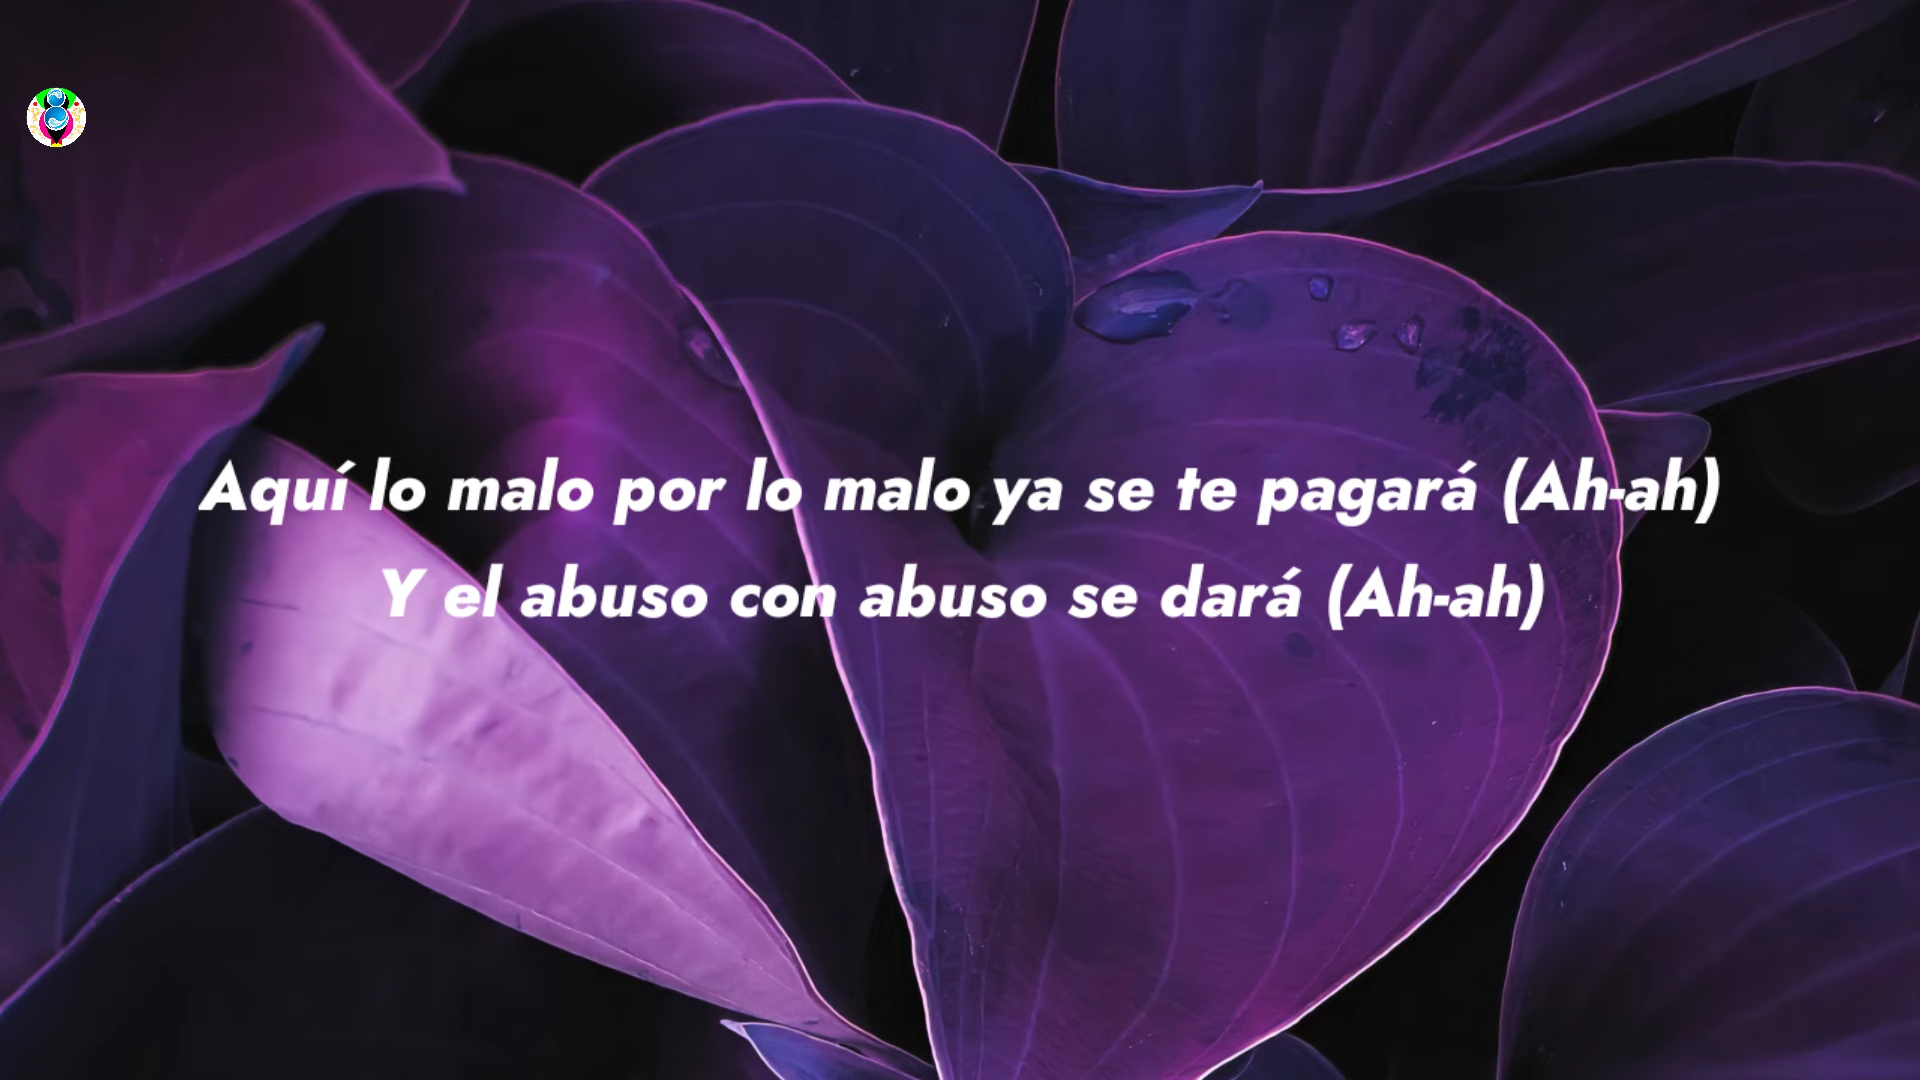 Aquí lo malo por lo malo ya se te pagará (Ah-ah)
Y el abuso con abuso se dará (Ah-ah)